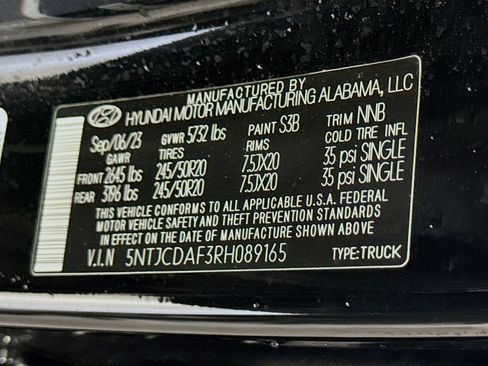 MANUFACTURED BY
HYUNDAI MOTOR MANUFACTURING ALABAMA, LLC
Sep/06/23 GVWR 5732 lbs PAINT S3B TRIM NNB
GAWR TIRES RIMS COLD TIRE INFL
FRONT 2645 lbs 245/50R20 7.5JX20 35 psi SINGLE
REAR 3196 lbs 245/50R20 7.5JX20 35 psi SINGLE
THIS VEHICLE CONFORMS TO ALL APPLICABLE U.S.A. FEDERAL
MOTOR VEHICLE SAFETY AND THEFT PREVENTION STANDARDS
IN EFFECT ON THE DATE OF MANUFACTURE SHOWN ABOVE
V.I.N 5NTJCDAF3RH089165 TYPE:TRUCK